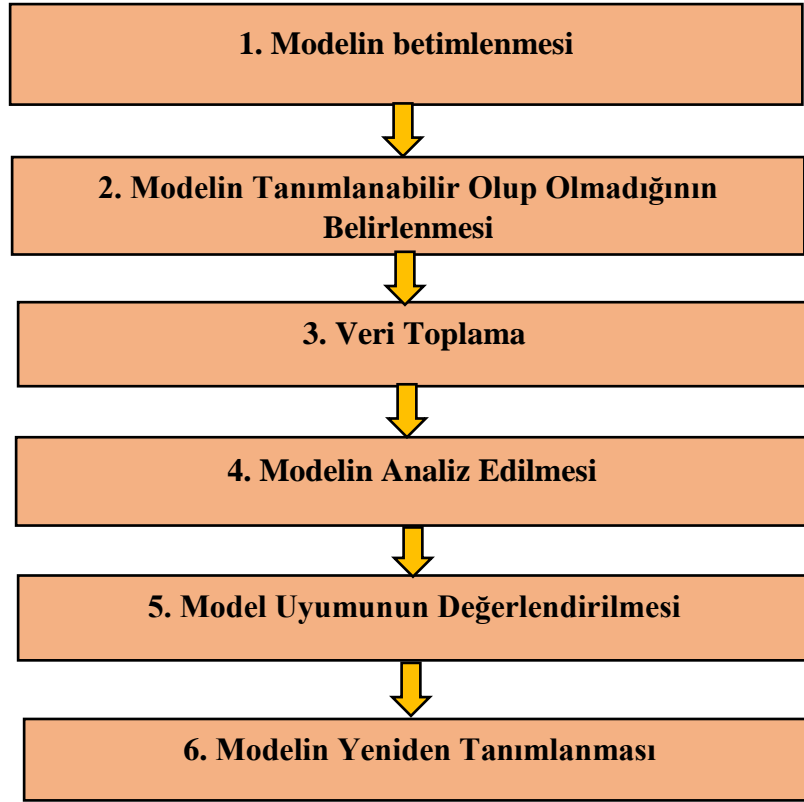 1. Modelin betimlenmesi
2. Modelin Tanımlanabilir Olup Olmadığının
Belirlenmesi
3. Veri Toplama
4. Modelin Analiz Edilmesi
5. Model Uyumunun Değerlendirilmesi
6. Modelin Yeniden Tanımlanması